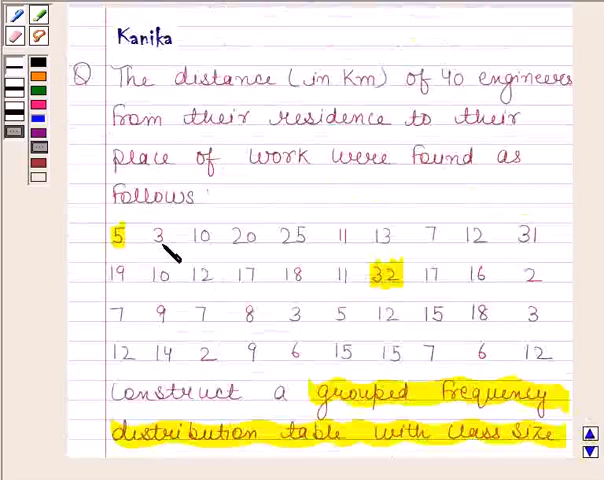 Kanika
Q The distance (in Km) of 40 engineers
from their residence to their
place of work were found as
follows :
5 3 10 20 25 11 13 7 12 31
19 10 12 17 18 11 32 17 16 2
7 9 7 8 3 5 12 15 18 3
12 14 2 9 6 15 15 7 6 12
Construct a grouped frequency
distribution table with class size